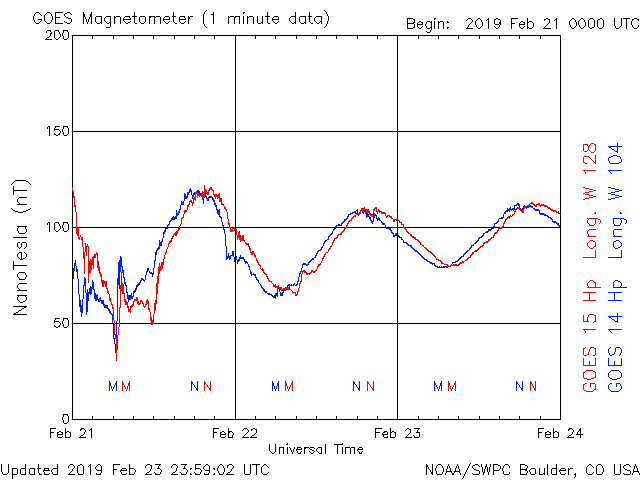 GOES Magnetometer (1 minute data)
Begin: 2019 Feb 21 0000 UTC
200
150
100
50
0
NanoTesla (nT)
M M N N M M N N M M N N
Feb 21 Feb 22 Feb 23 Feb 24
Universal Time
GOES 15 Hp Long. W 128
GOES 14 Hp Long. W 104
Updated 2019 Feb 23 23:59:02 UTC
NOAA/SWPC Boulder, CO USA